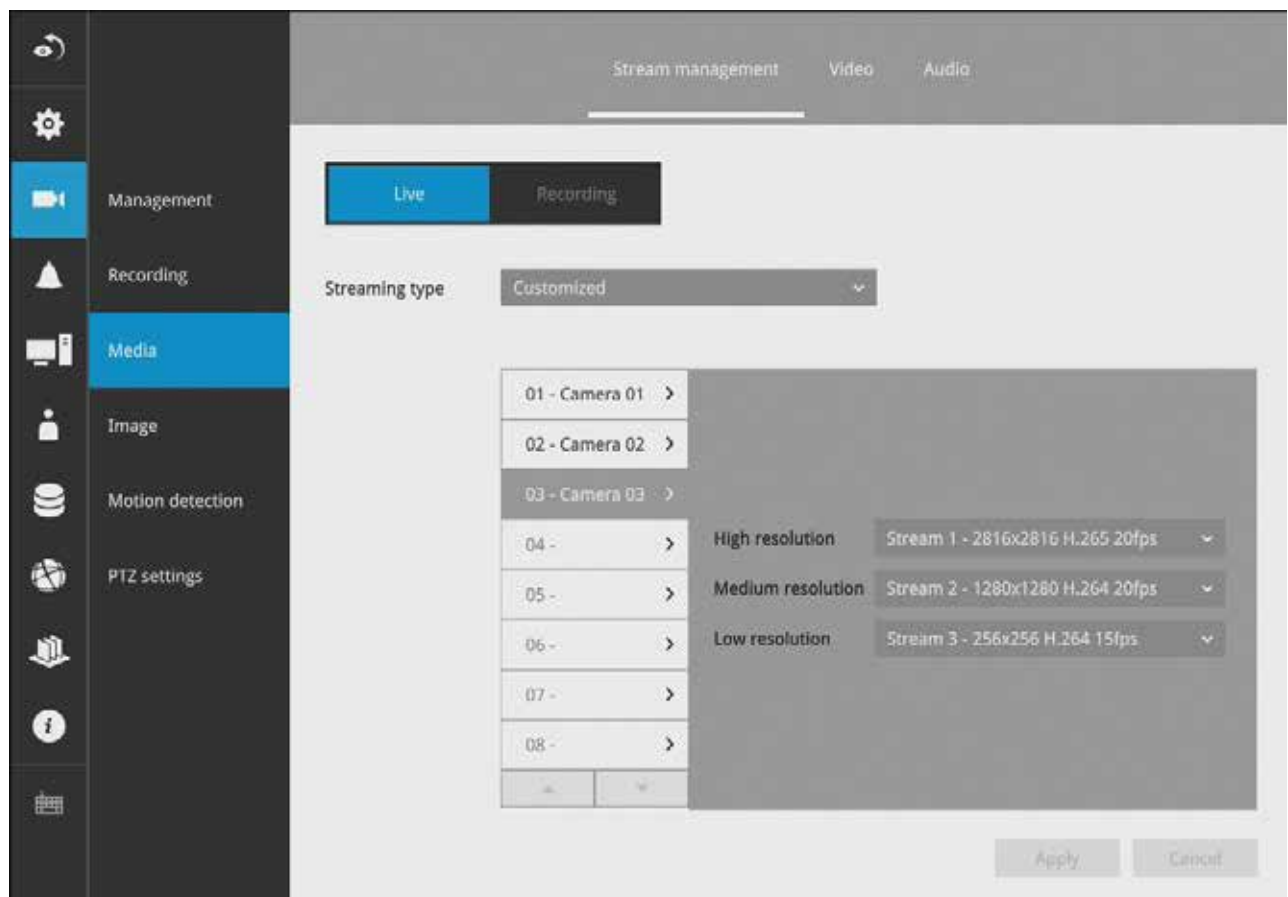 Stream management Video Audio
Management
Recording
Media
Image
Motion detection
PTZ settings
Live Recording
Streaming type Customized
01 - Camera 01
02 - Camera 02
03 - Camera 03
04 -
05 -
06 -
07 -
08 -
High resolution Stream 1 - 2816x2816 H.265 20fps
Medium resolution Stream 2 - 1280x1280 H.264 20fps
Low resolution Stream 3 - 256x256 H.264 15fps
Apply Cancel